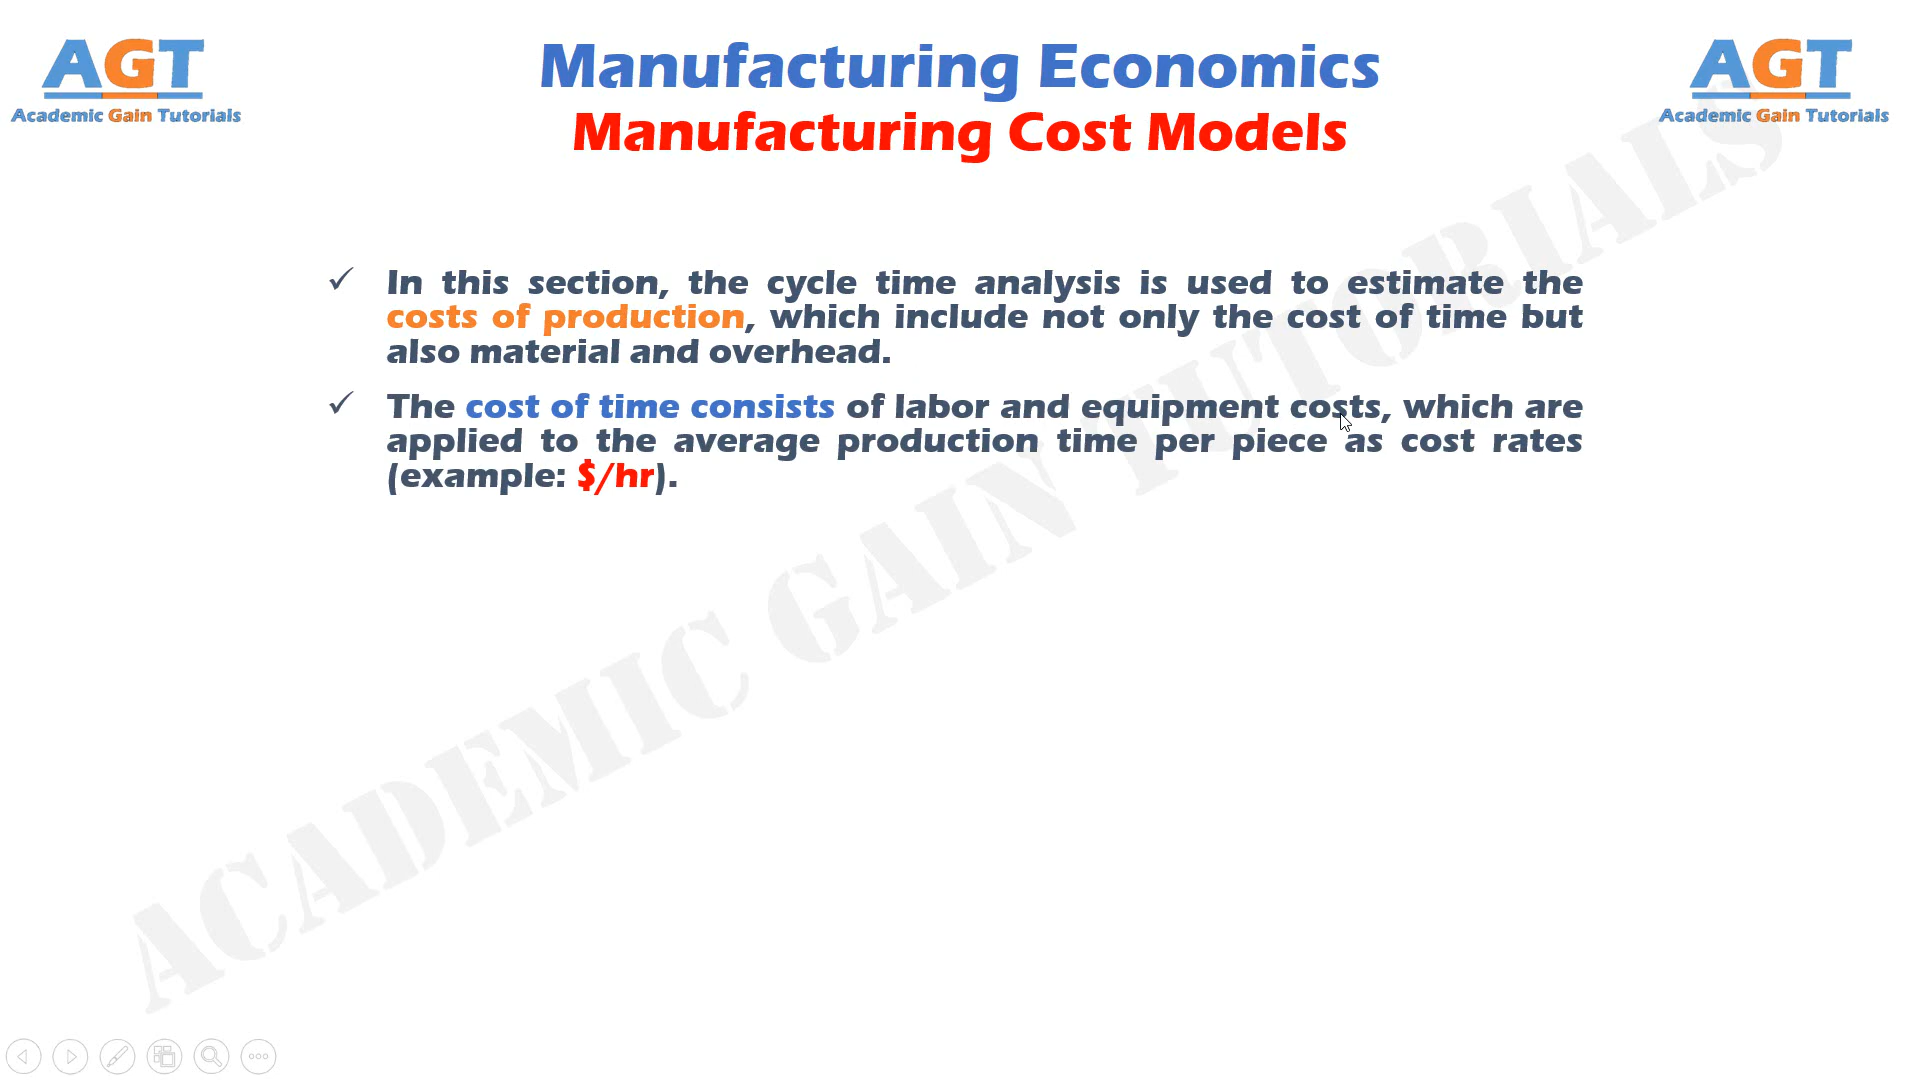 AGT
Academic Gain Tutorials
Manufacturing Economics
Manufacturing Cost Models
AGT
Academic Gain Tutorials
✓ In this section, the cycle time analysis is used to estimate the
costs of production, which include not only the cost of time but
also material and overhead.
✓ The cost of time consists of labor and equipment costs, which are
applied to the average production time per piece as cost rates
(example: $/hr).
ACADEMIC GAIN TUTORIALS